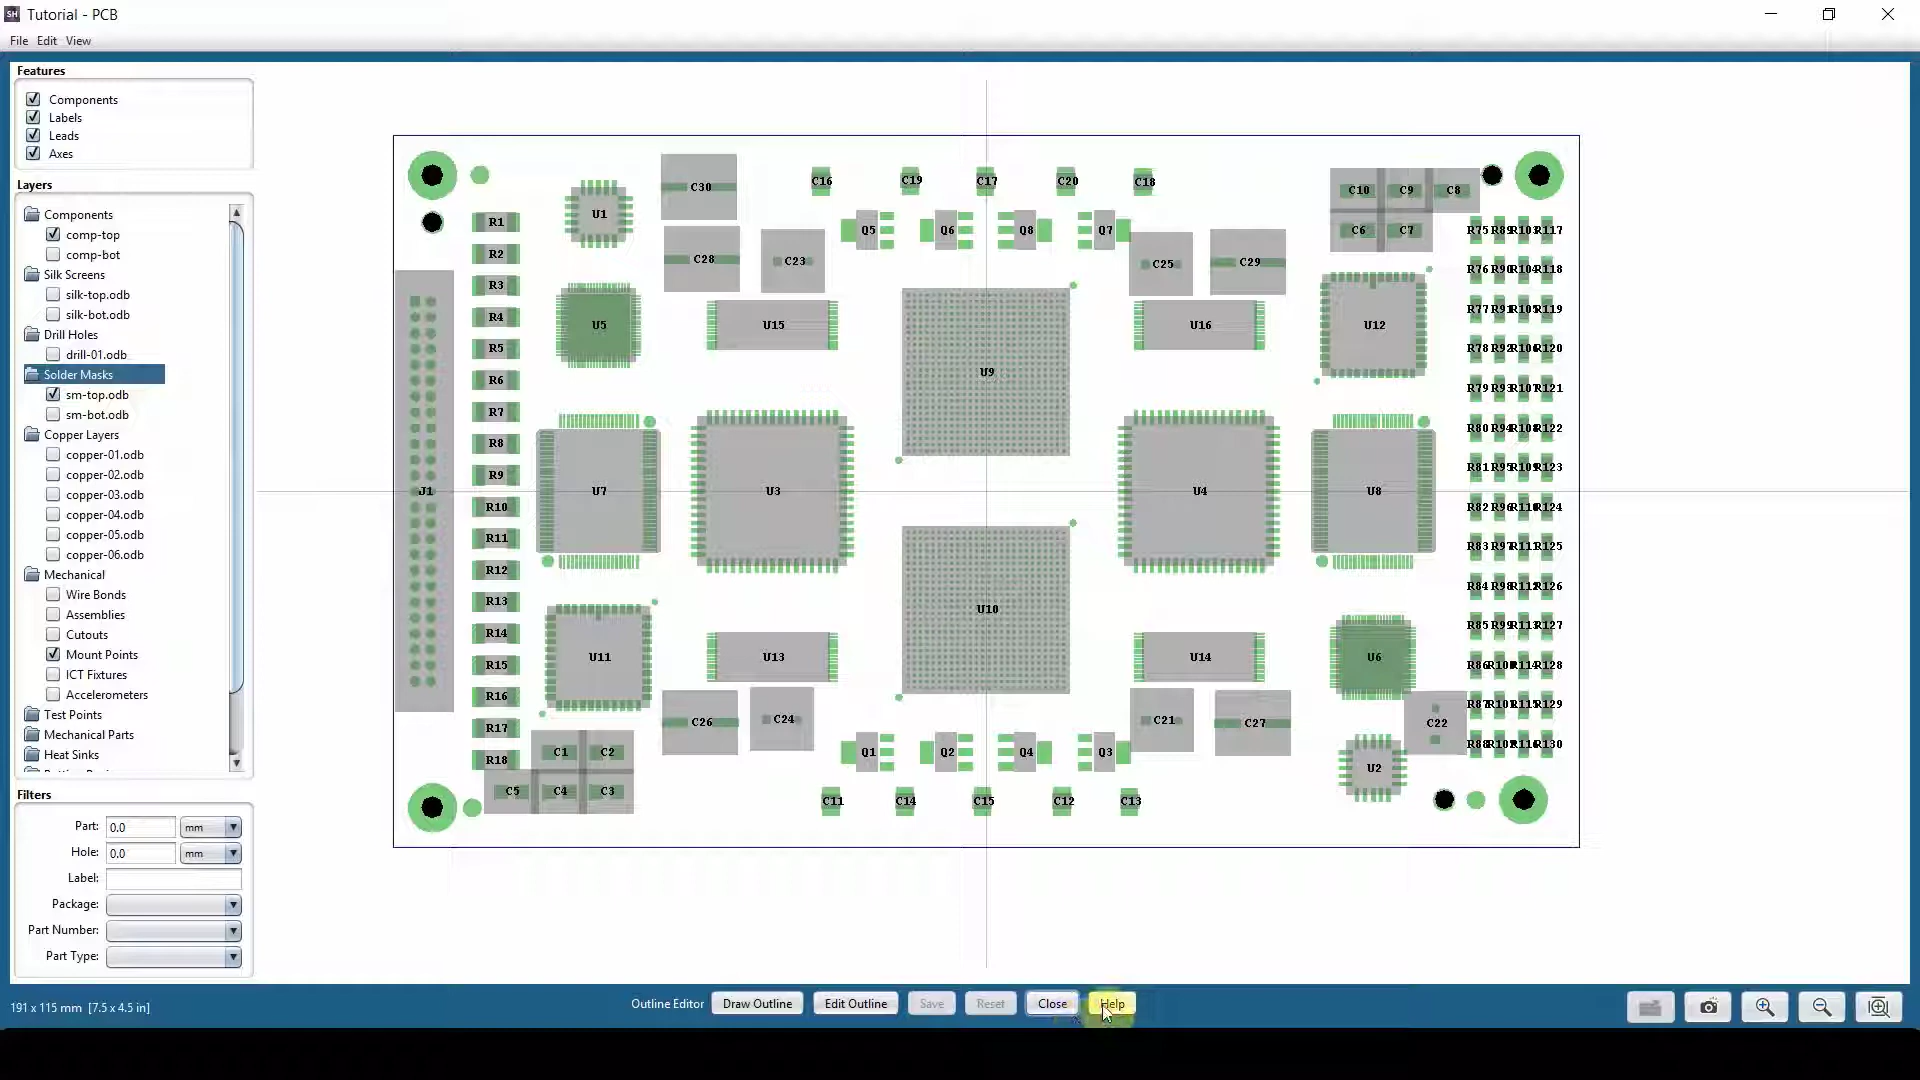 Tutorial - PCB
File Edit View
Features
Components
Labels
Leads
Axes
Layers
Components
comp-top
comp-bot
Silk Screens
silk-top.odb
silk-bot.odb
Drill Holes
drill-01.odb
Solder Masks
sm-top.odb
sm-bot.odb
Copper Layers
copper-01.odb
copper-02.odb
copper-03.odb
copper-04.odb
copper-05.odb
copper-06.odb
Mechanical
Wire Bonds
Assemblies
Cutouts
Mount Points
ICT Fixtures
Accelerometers
Test Points
Mechanical Parts
Heat Sinks
Filters
Part: 0.0 mm
Hole: 0.0 mm
Label:
Package:
Part Number:
Part Type:
C30 C16 C19 C17 C20 C18 C10 C9 C8
R1 U1 Q5 Q6 Q8 Q7 C6 C7 R75 R89 R103 R117
R2 C28 C23 C25 C29 R76 R90 R104 R118
R3 R77 R91 R105 R119
R4 U5 U15 U16 U12
R5 U9 R78 R92 R106 R120
R6 R79 R93 R107 R121
R7 R80 R94 R108 R122
R8 R81 R95 R109 R123
R9
J1 U7 U3 U4 U8
R10 R82 R96 R110 R124
R11 R83 R97 R111 R125
R12 R84 R98 R112 R126
R13 U10 R85 R99 R113 R127
R14
R15 U11 U13 U14 U6 R86 R100 R114 R128
R16 R87 R101 R115 R129
R17 C26 C24 C21 C27 C22
R18 C1 C2 Q1 Q2 Q4 Q3 U2 R88 R102 R116 R130
C5 C4 C3 C11 C14 C15 C12 C13
191 x 115 mm [7.5 x 4.5 in]
Outline Editor Draw Outline Edit Outline Save Reset Close Help